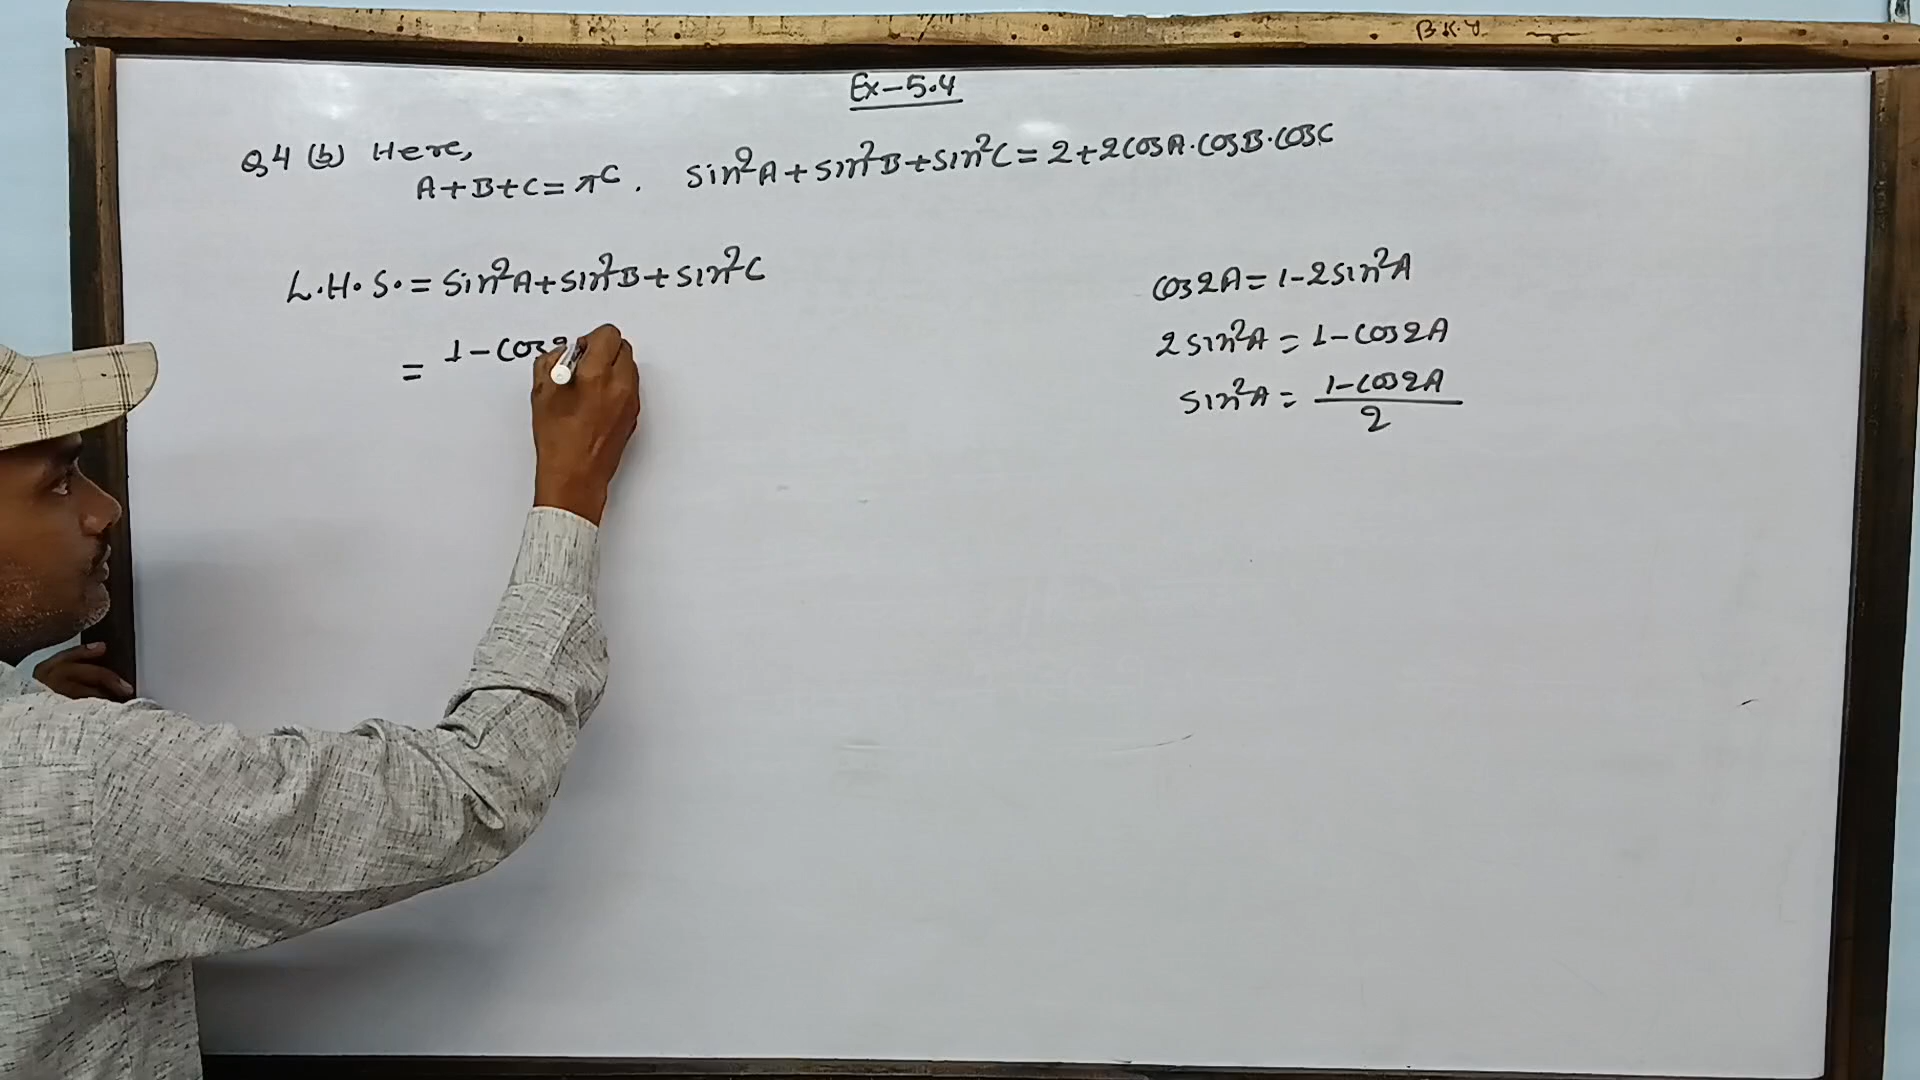 B.K.Y
Ex-5.4
Q4 (b) Here,
A+B+C=π^C. sin²A+sin²B+sin²C=2+2cosA.cosB.cosC
L.H.S.= sin²A+sin²B+sin²C
= 1-cos2
cos2A=1-2sin²A
2sin²A=1-cos2A
sin²A= 1-cos2A
2